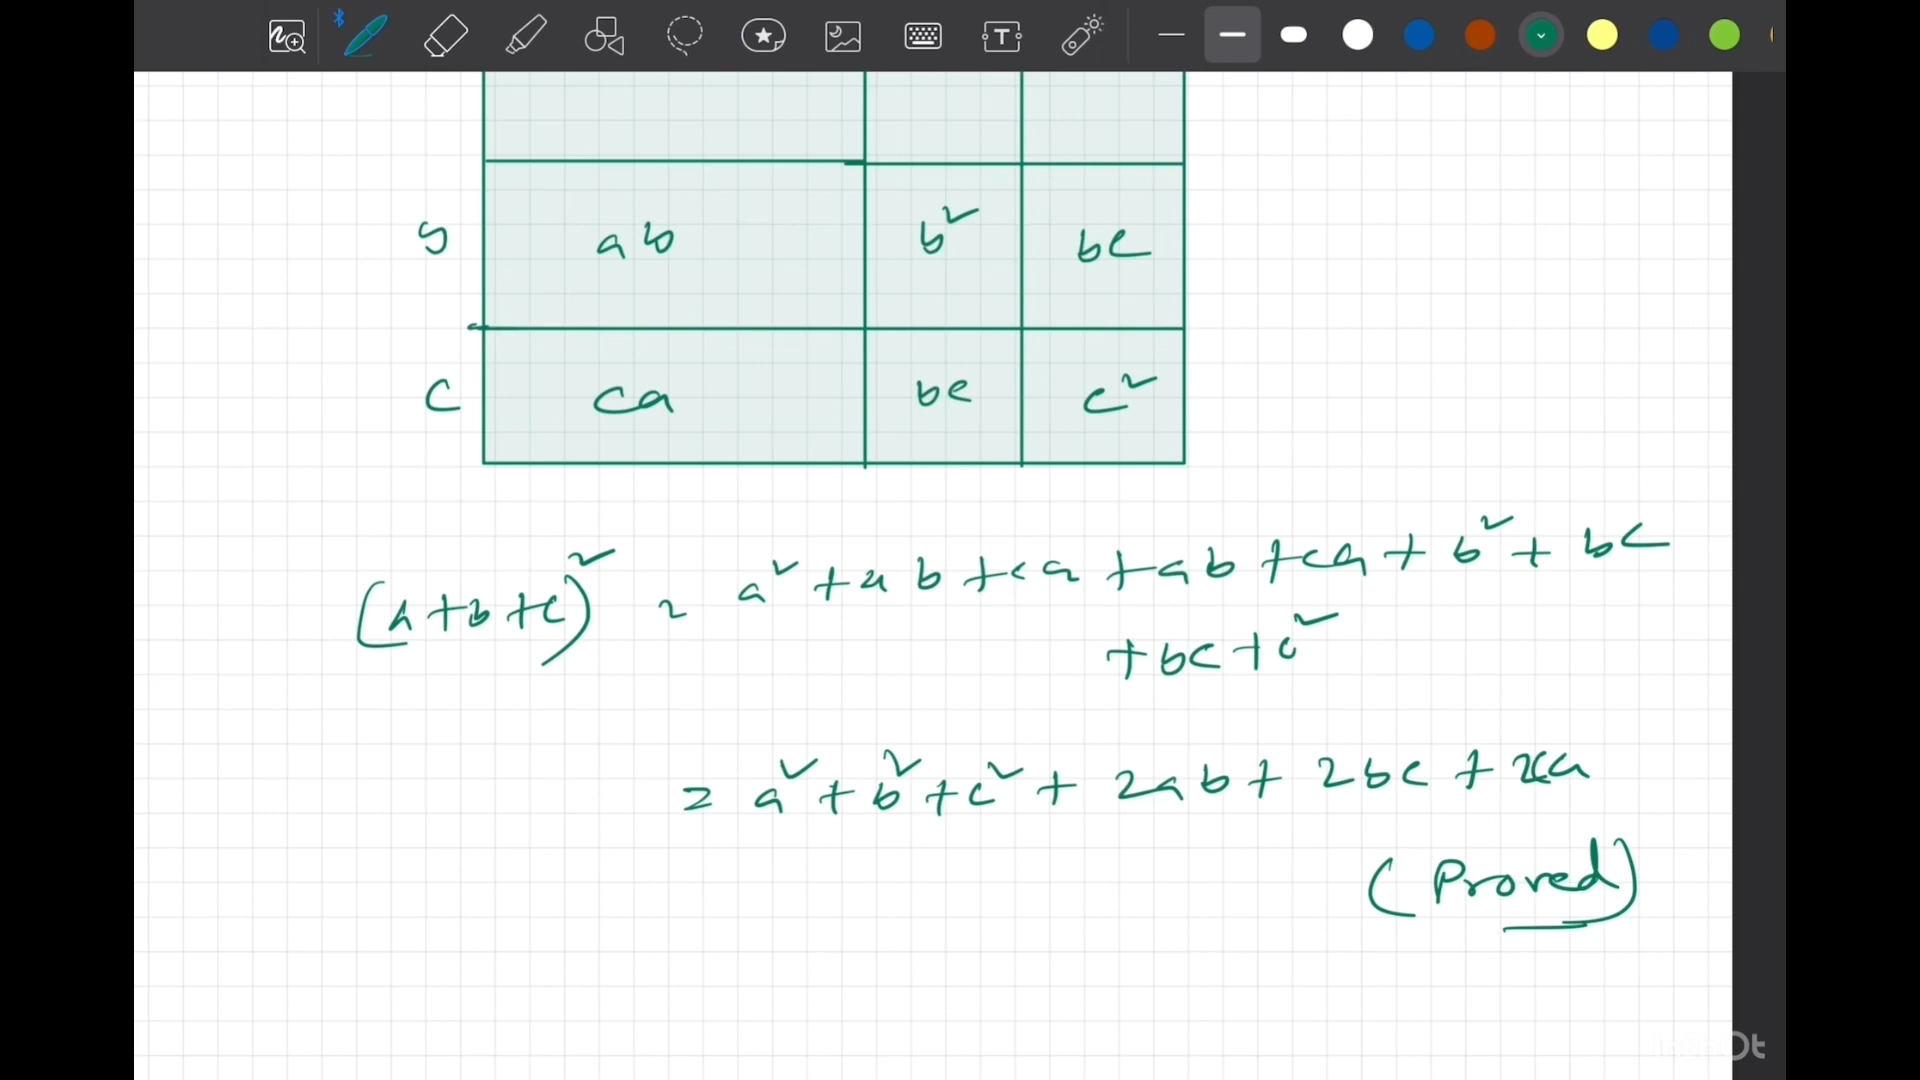 b ab b² bc
c ca bc c²
(a+b+c)² = a² + ab + ca + ab + ca + b² + bc
+ bc + c²
= a² + b² + c² + 2ab + 2bc + 2ca
(Proved)